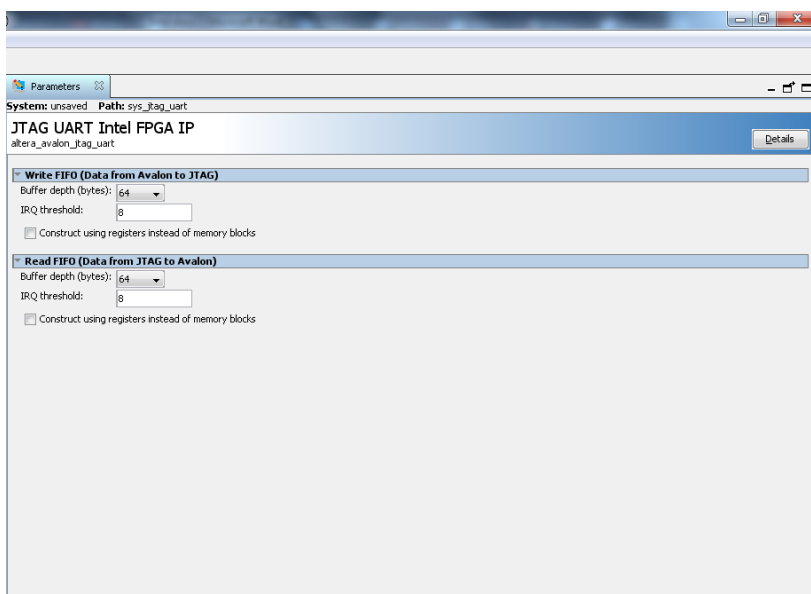 Parameters
System: unsaved Path: sys_jtag_uart
JTAG UART Intel FPGA IP
altera_avalon_jtag_uart
Details
Write FIFO (Data from Avalon to JTAG)
Buffer depth (bytes): 64
IRQ threshold: 8
Construct using registers instead of memory blocks
Read FIFO (Data from JTAG to Avalon)
Buffer depth (bytes): 64
IRQ threshold: 8
Construct using registers instead of memory blocks